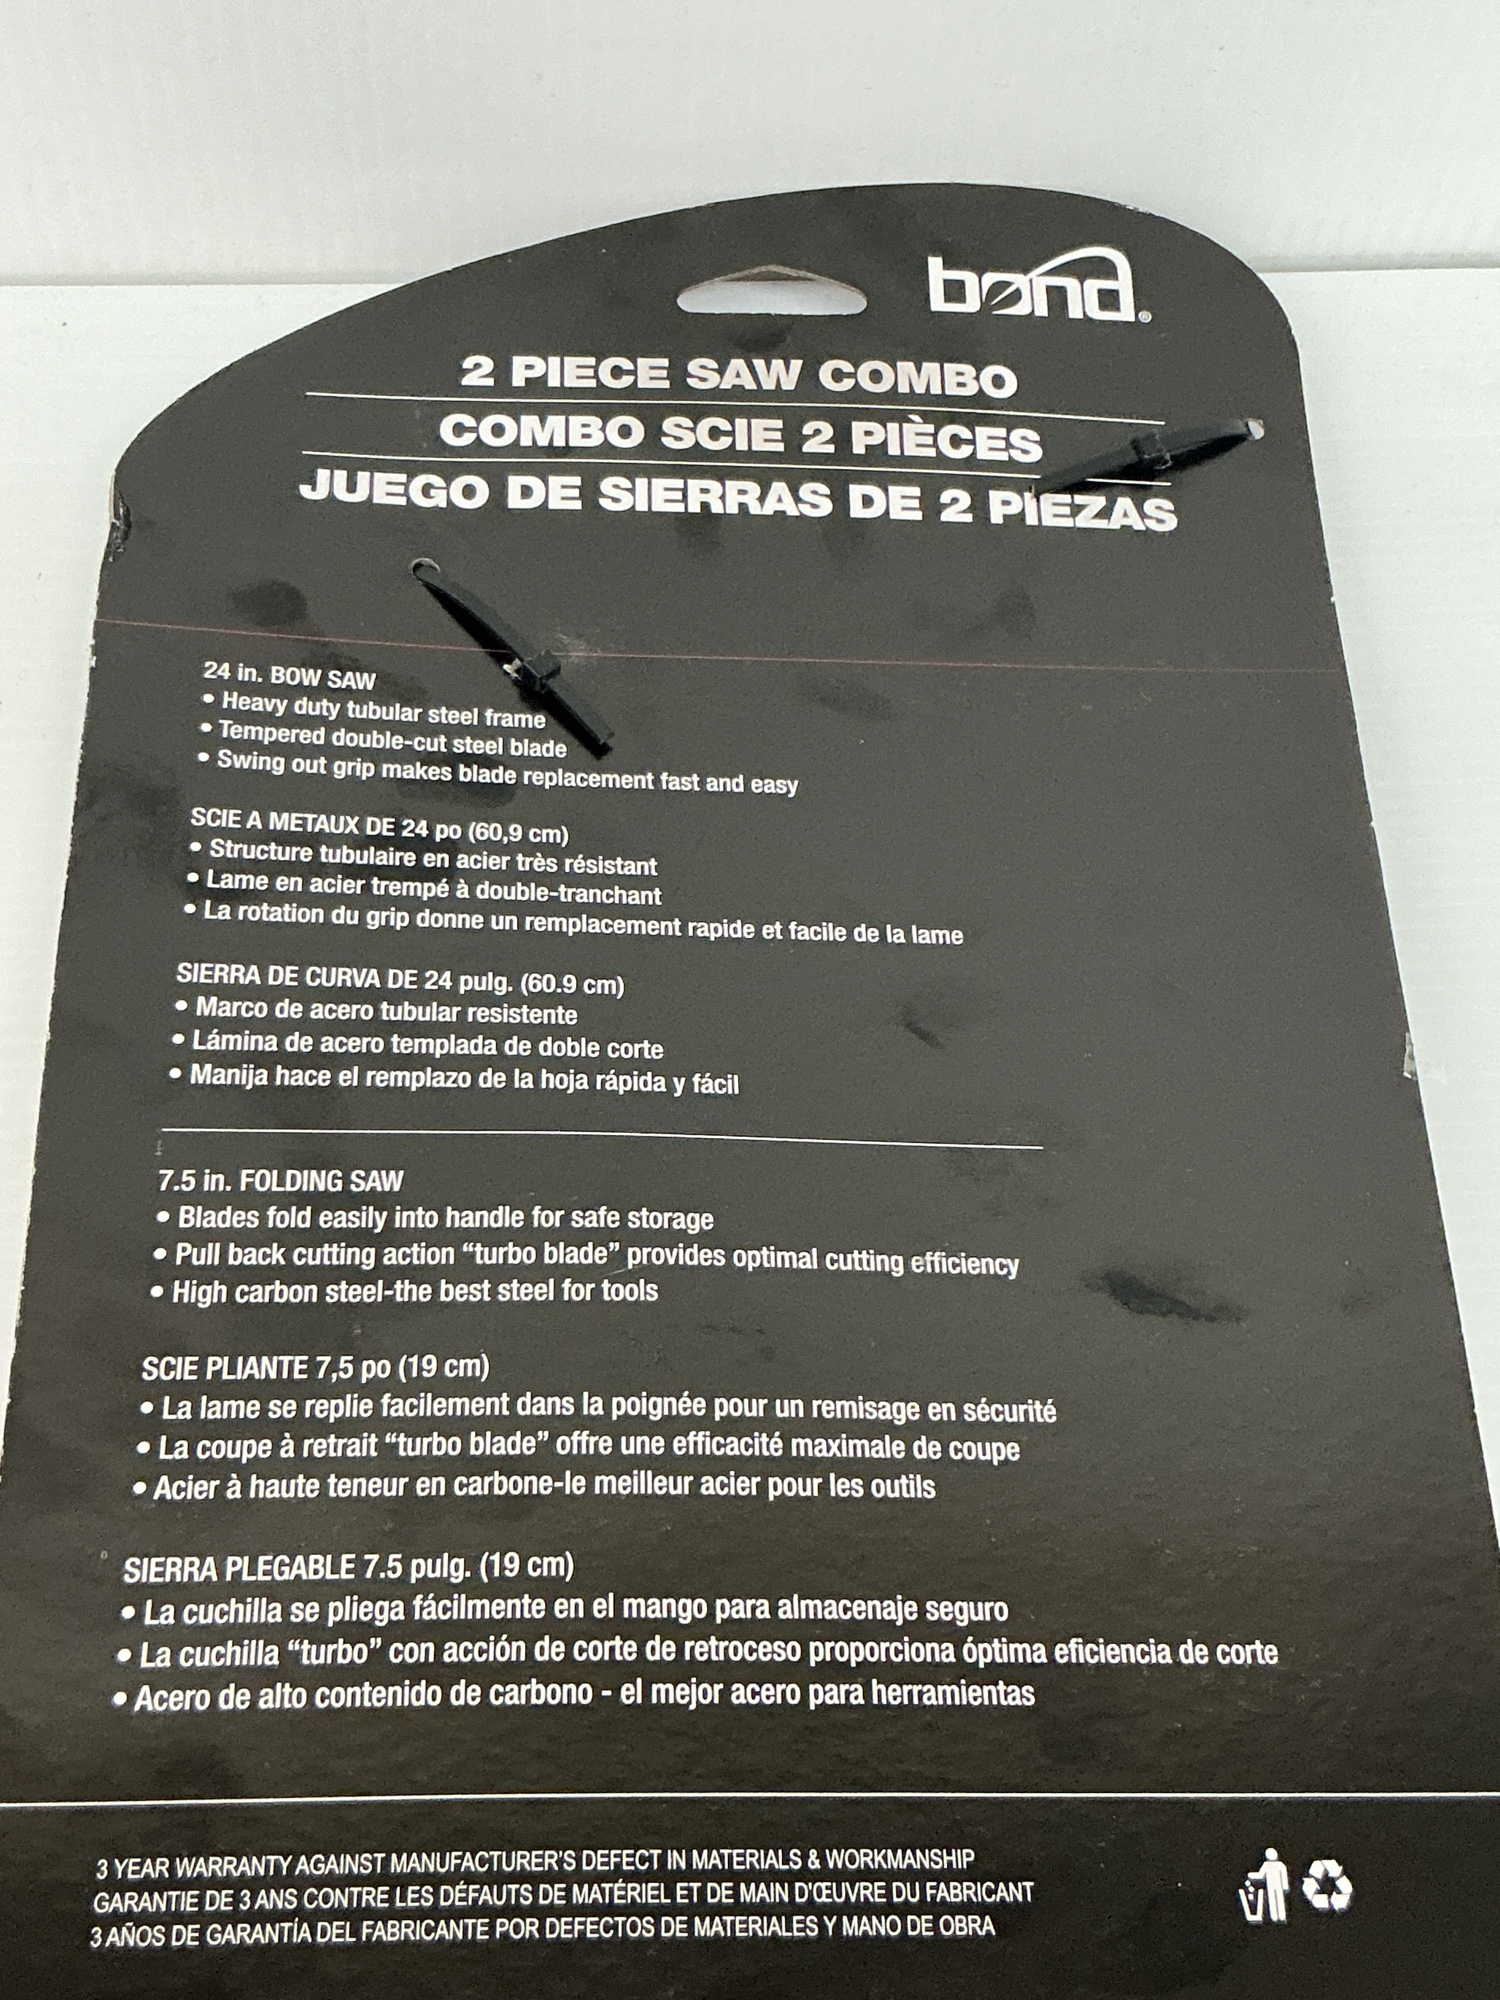 bond®
2 PIECE SAW COMBO
COMBO SCIE 2 PIÈCES
JUEGO DE SIERRAS DE 2 PIEZAS
24 in. BOW SAW
• Heavy duty tubular steel frame
• Tempered double-cut steel blade
• Swing out grip makes blade replacement fast and easy
SCIE A METAUX DE 24 po (60,9 cm)
• Structure tubulaire en acier très résistant
• Lame en acier trempé à double-tranchant
• La rotation du grip donne un remplacement rapide et facile de la lame
SIERRA DE CURVA DE 24 pulg. (60.9 cm)
• Marco de acero tubular resistente
• Lámina de acero templada de doble corte
• Manija hace el remplazo de la hoja rápida y fácil
7.5 in. FOLDING SAW
• Blades fold easily into handle for safe storage
• Pull back cutting action “turbo blade” provides optimal cutting efficiency
• High carbon steel-the best steel for tools
SCIE PLIANTE 7,5 po (19 cm)
• La lame se replie facilement dans la poignée pour un remisage en sécurité
• La coupe à retrait “turbo blade” offre une efficacité maximale de coupe
• Acier à haute teneur en carbone-le meilleur acier pour les outils
SIERRA PLEGABLE 7.5 pulg. (19 cm)
• La cuchilla se pliega fácilmente en el mango para almacenaje seguro
• La cuchilla “turbo” con acción de corte de retroceso proporciona óptima eficiencia de corte
• Acero de alto contenido de carbono - el mejor acero para herramientas
3 YEAR WARRANTY AGAINST MANUFACTURER'S DEFECT IN MATERIALS & WORKMANSHIP
GARANTIE DE 3 ANS CONTRE LES DÉFAUTS DE MATÉRIEL ET DE MAIN D'ŒUVRE DU FABRICANT
3 AÑOS DE GARANTÍA DEL FABRICANTE POR DEFECTOS DE MATERIALES Y MANO DE OBRA